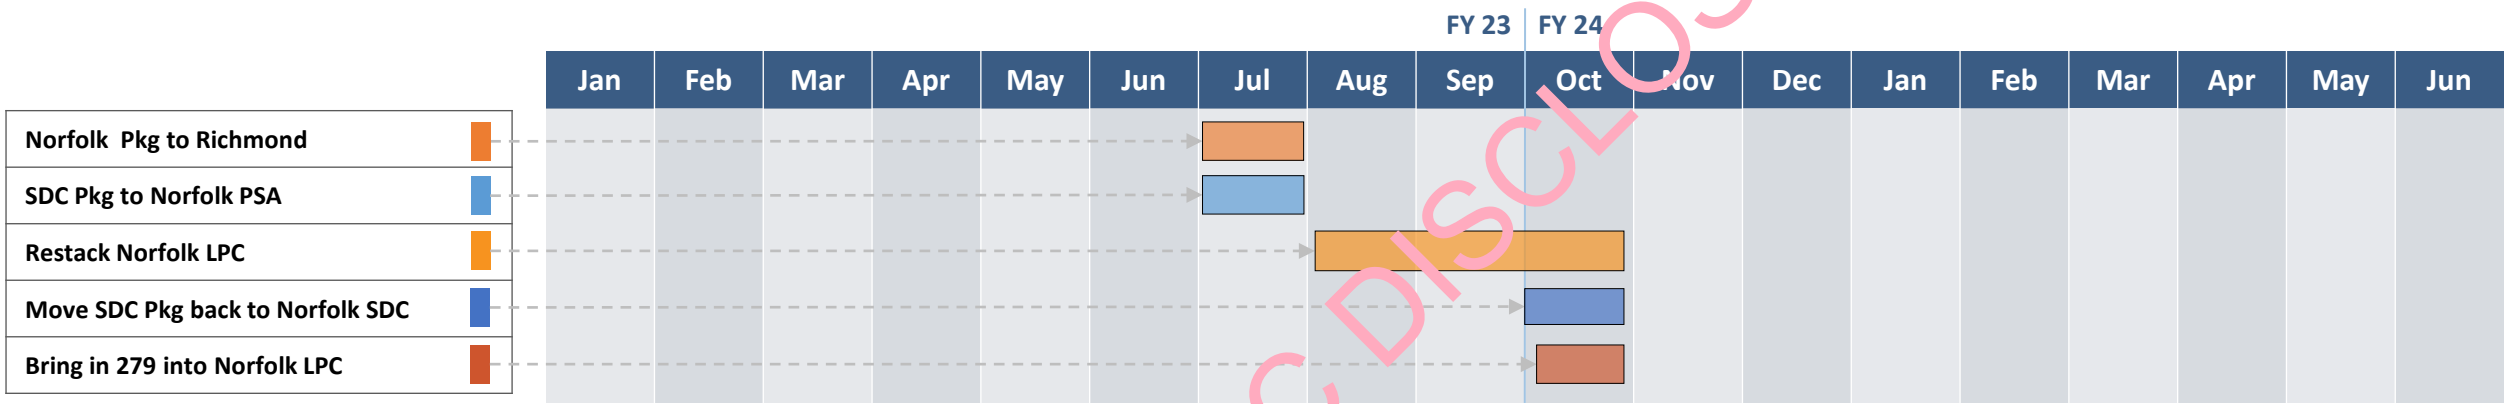 FY 23 FY 24
Jan Feb Mar Apr May Jun Jul Aug Sep Oct Nov Dec Jan Feb Mar Apr May Jun
Norfolk Pkg to Richmond
SDC Pkg to Norfolk PSA
Restack Norfolk LPC
Move SDC Pkg back to Norfolk SDC
Bring in 279 into Norfolk LPC
C DISCLOS